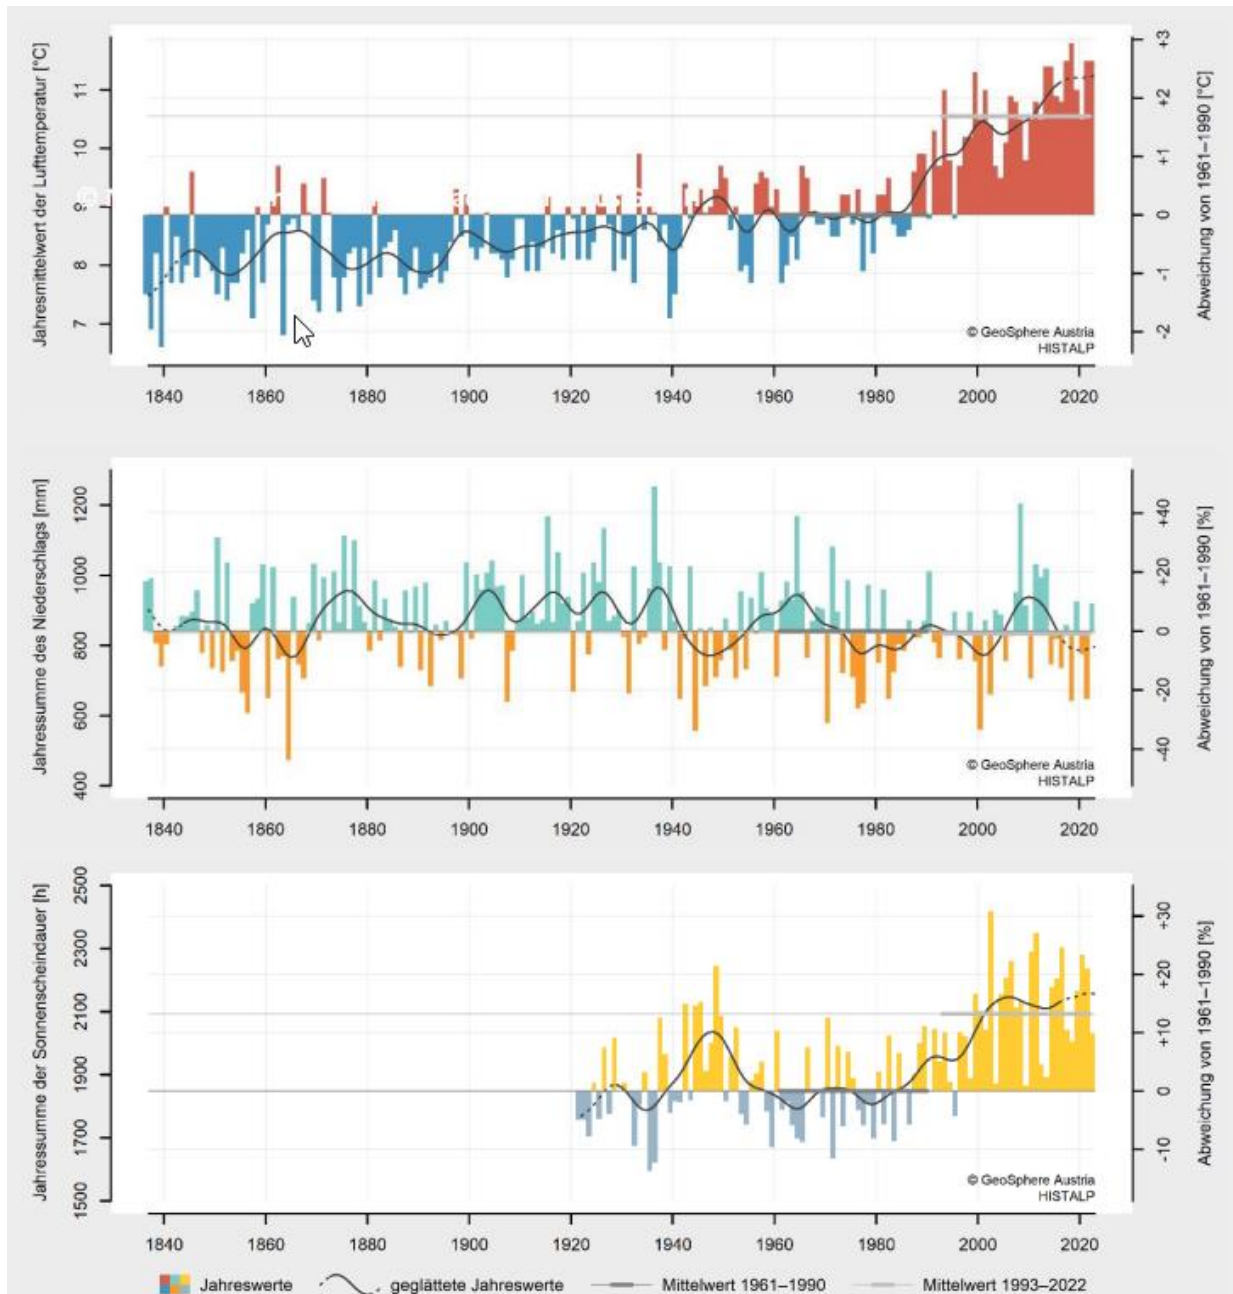 Jahresmittelwert der Lufttemperatur [°C]
7 8 9 10 11
-2 -1 0 +1 +2 +3
Abweichung von 1961–1990 [°C]
© GeoSphere Austria
HISTALP
1840 1860 1880 1900 1920 1940 1960 1980 2000 2020
Jahressumme des Niederschlags [mm]
400 600 800 1000 1200
-40 -20 0 +20 +40
Abweichung von 1961–1990 [%]
© GeoSphere Austria
HISTALP
1840 1860 1880 1900 1920 1940 1960 1980 2000 2020
Jahressumme der Sonnenscheindauer [h]
1500 1700 1900 2100 2300 2500
-10 0 +10 +20 +30
Abweichung von 1961–1990 [%]
© GeoSphere Austria
HISTALP
1840 1860 1880 1900 1920 1940 1960 1980 2000 2020
Jahreswerte geglättete Jahreswerte Mittelwert 1961–1990 Mittelwert 1993–2022